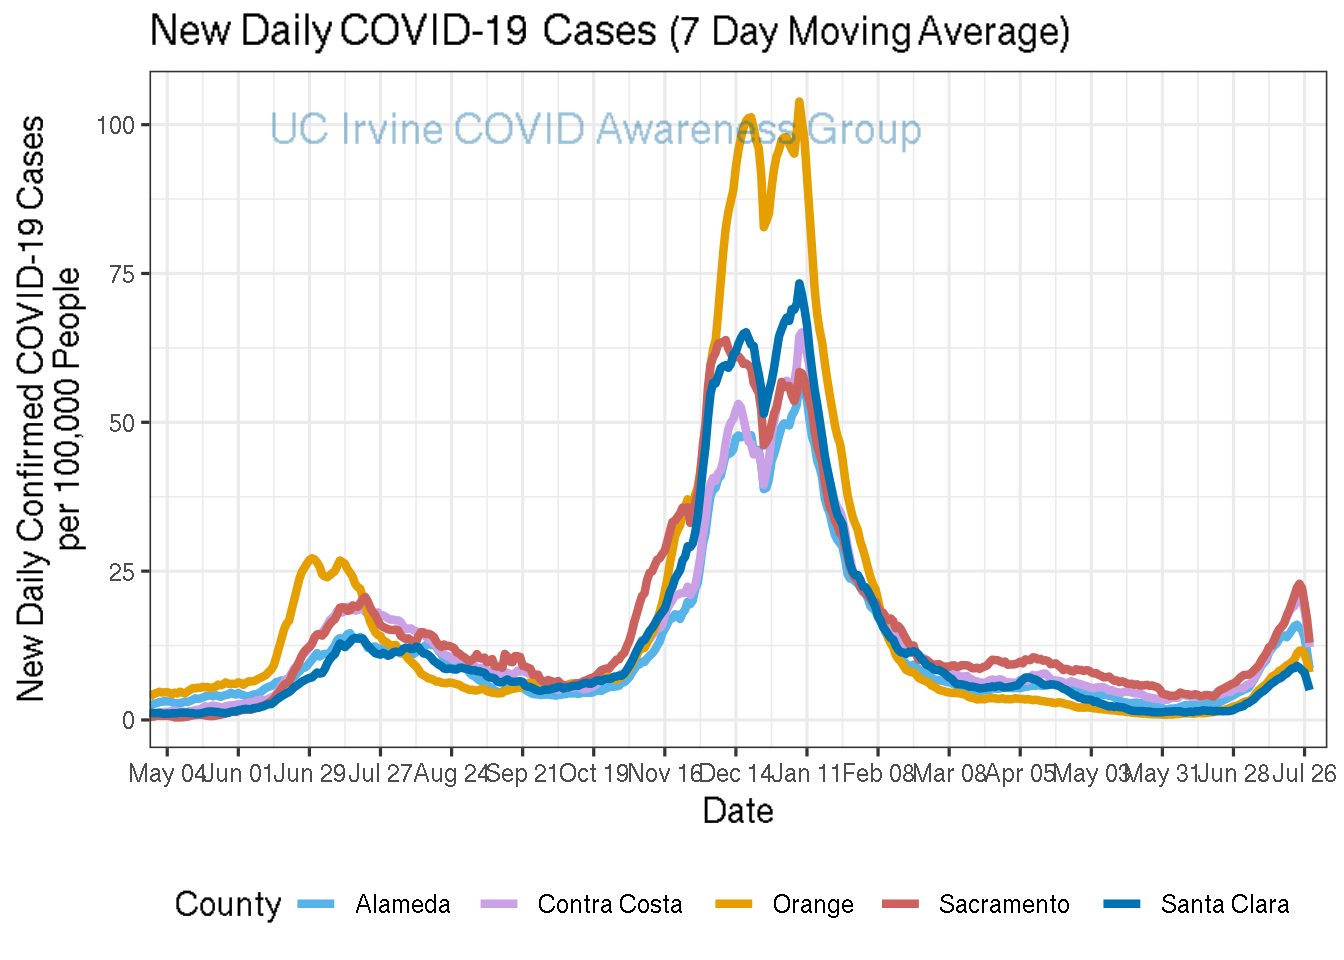 New Daily COVID-19 Cases (7 Day Moving Average)
UC Irvine COVID Awareness Group
New Daily Confirmed COVID-19 Cases
per 100,000 People
100
75
50
25
0
May 04 Jun 01 Jun 29 Jul 27 Aug 24 Sep 21 Oct 19 Nov 16 Dec 14 Jan 11 Feb 08 Mar 08 Apr 05 May 03 May 31 Jun 28 Jul 26
Date
County Alameda Contra Costa Orange Sacramento Santa Clara